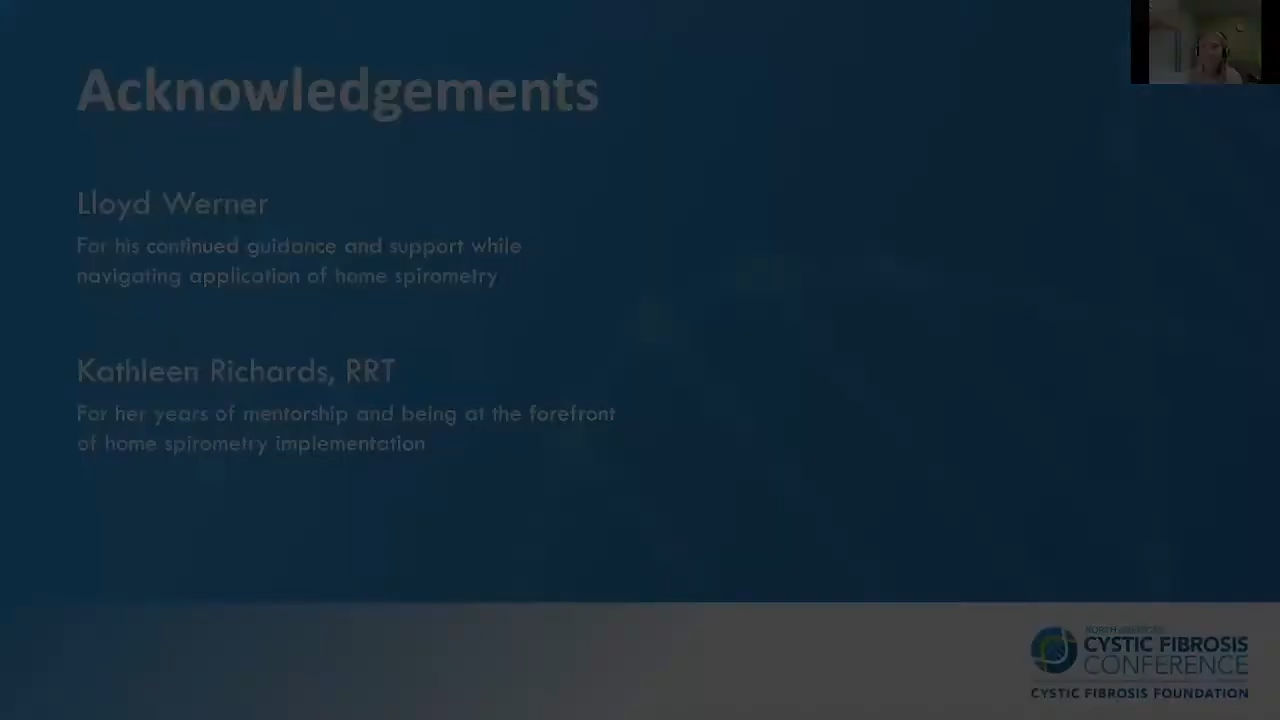 Acknowledgements
Lloyd Werner
For his continued guidance and support while
navigating application of home spirometry
Kathleen Richards, RRT
For her years of mentorship and being at the forefront
of home spirometry implementation
NORTH AMERICAN
CYSTIC FIBROSIS
CONFERENCE
CYSTIC FIBROSIS FOUNDATION